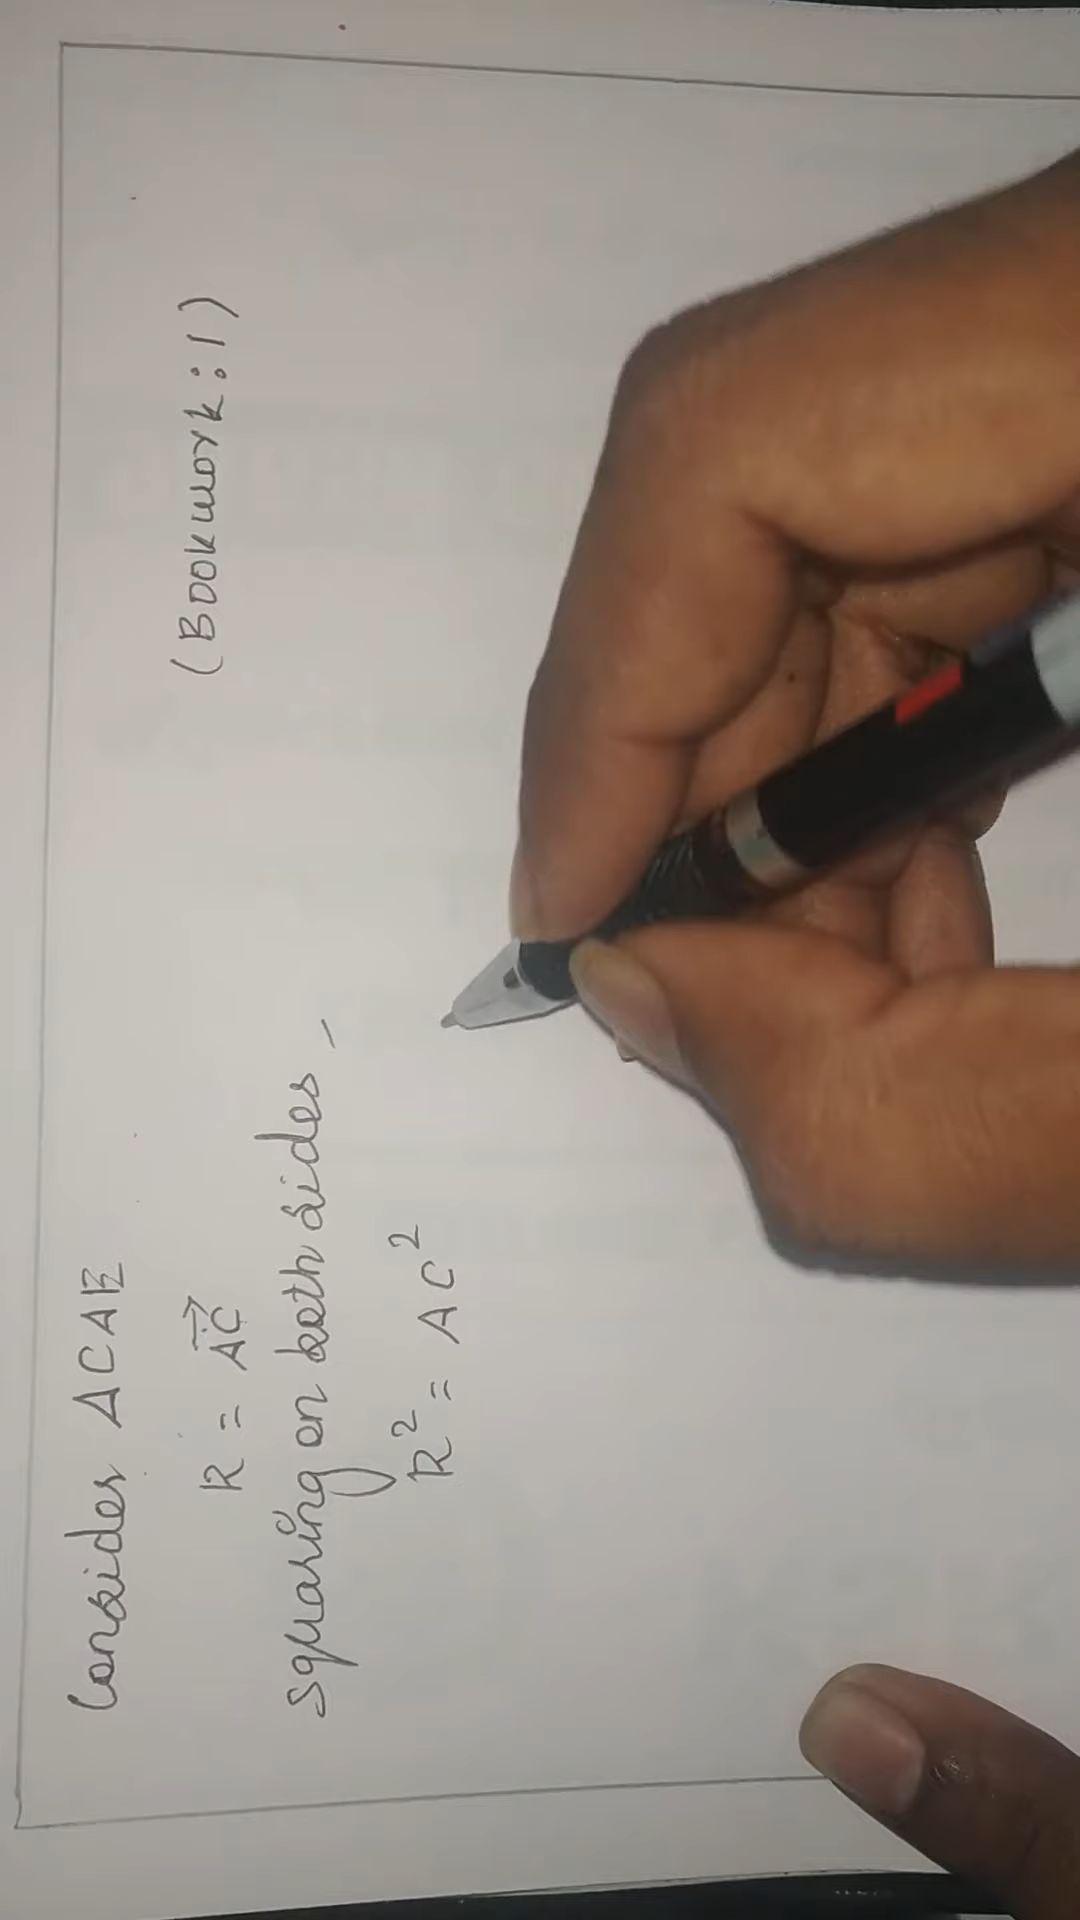 Consider ΔCAE
R = A⃗C (Bookwork:1)
squaring on both sides,
R² = AC²